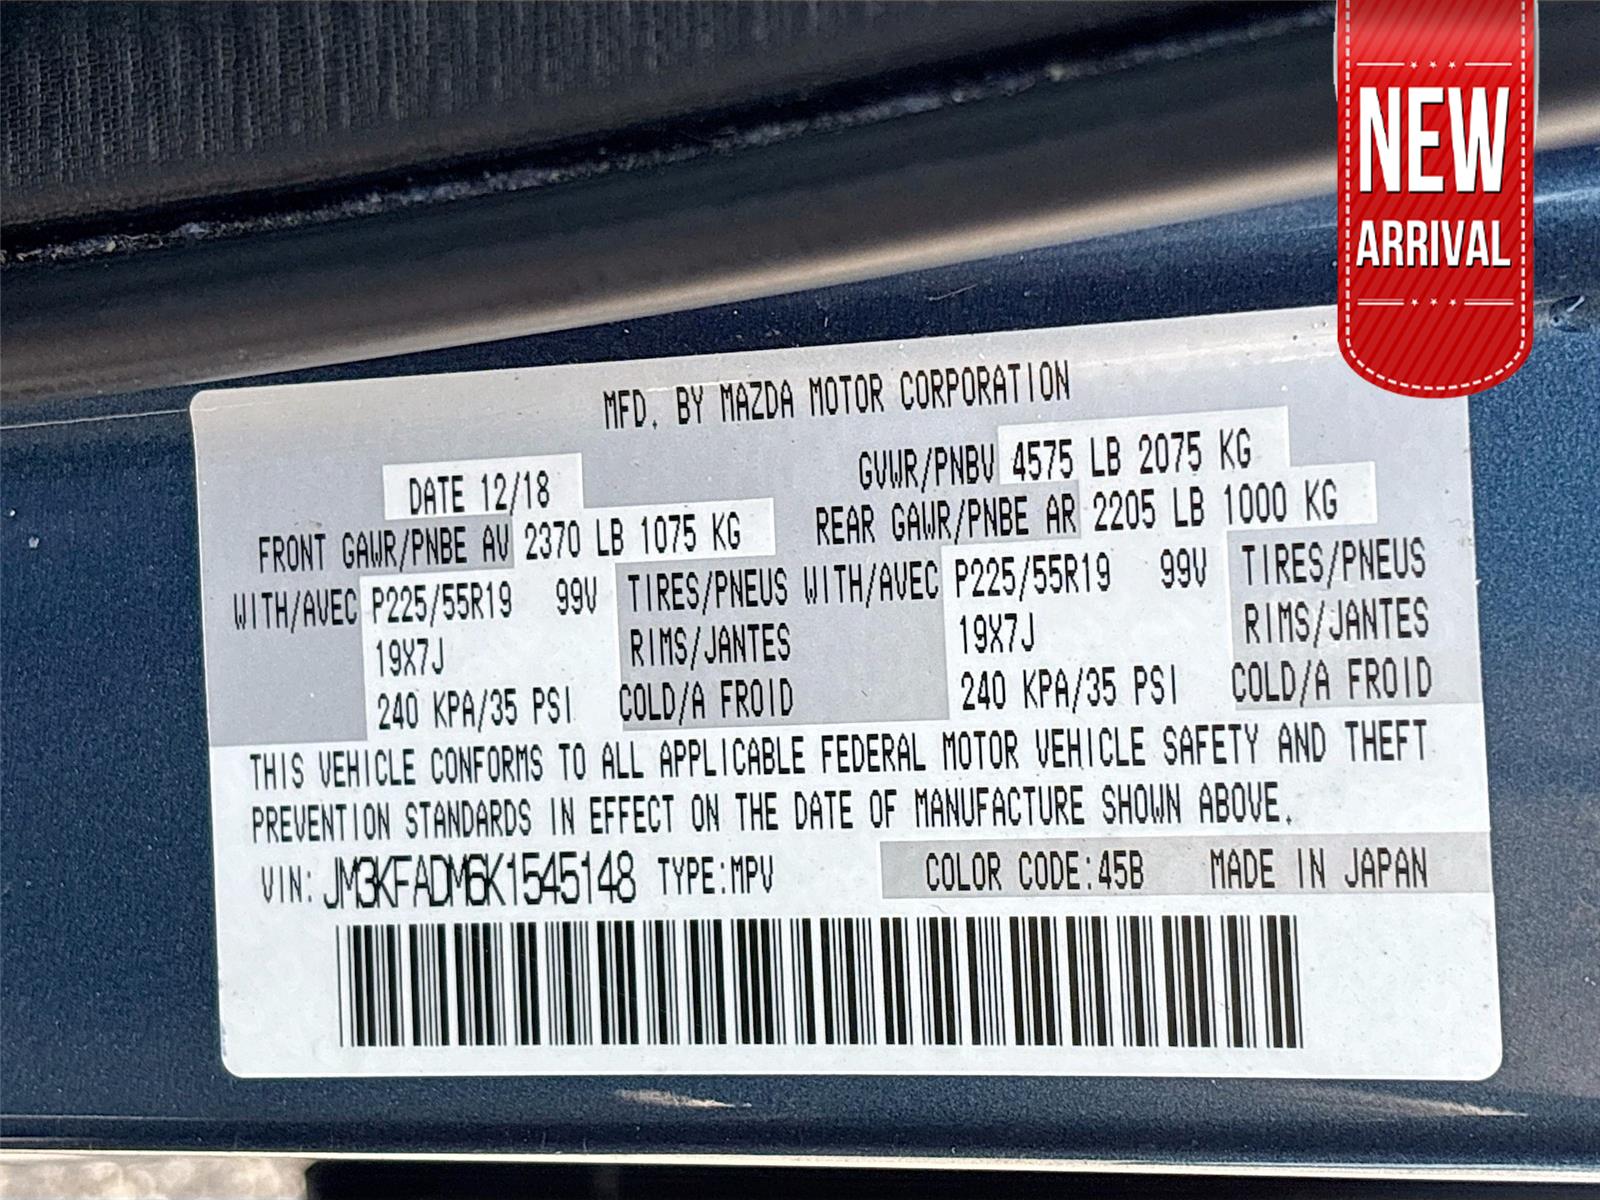 NEW
ARRIVAL
MFD. BY MAZDA MOTOR CORPORATION
DATE 12/18 GVWR/PNBV 4575 LB 2075 KG
FRONT GAWR/PNBE AV 2370 LB 1075 KG REAR GAWR/PNBE AR 2205 LB 1000 KG
WITH/AVEC P225/55R19 99V TIRES/PNEUS WITH/AVEC P225/55R19 99V TIRES/PNEUS
19X7J RIMS/JANTES 19X7J RIMS/JANTES
240 KPA/35 PSI COLD/A FROID 240 KPA/35 PSI COLD/A FROID
THIS VEHICLE CONFORMS TO ALL APPLICABLE FEDERAL MOTOR VEHICLE SAFETY AND THEFT
PREVENTION STANDARDS IN EFFECT ON THE DATE OF MANUFACTURE SHOWN ABOVE.
VIN: JM3KFADM6K1545148 TYPE:MPV COLOR CODE:45B MADE IN JAPAN